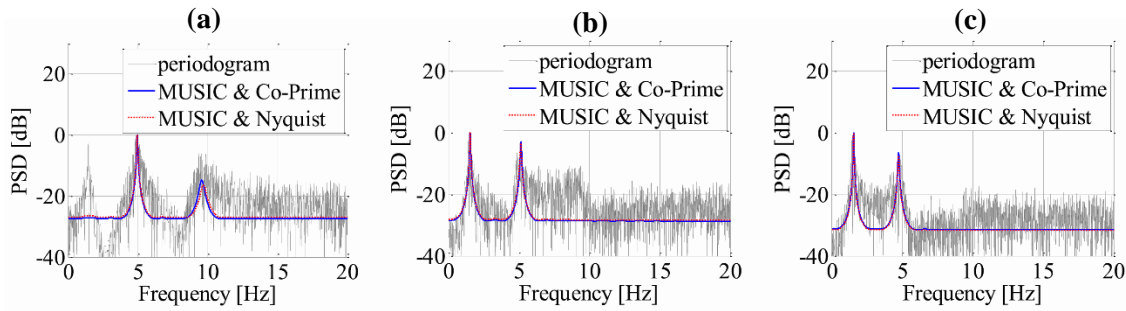 (a)
PSD [dB]
20
0
-20
-40
periodogram
MUSIC & Co-Prime
MUSIC & Nyquist
0 5 10 15 20
Frequency [Hz]
(b)
PSD [dB]
20
0
-20
-40
periodogram
MUSIC & Co-Prime
MUSIC & Nyquist
0 5 10 15 20
Frequency [Hz]
(c)
PSD [dB]
20
0
-20
-40
periodogram
MUSIC & Co-Prime
MUSIC & Nyquist
0 5 10 15 20
Frequency [Hz]